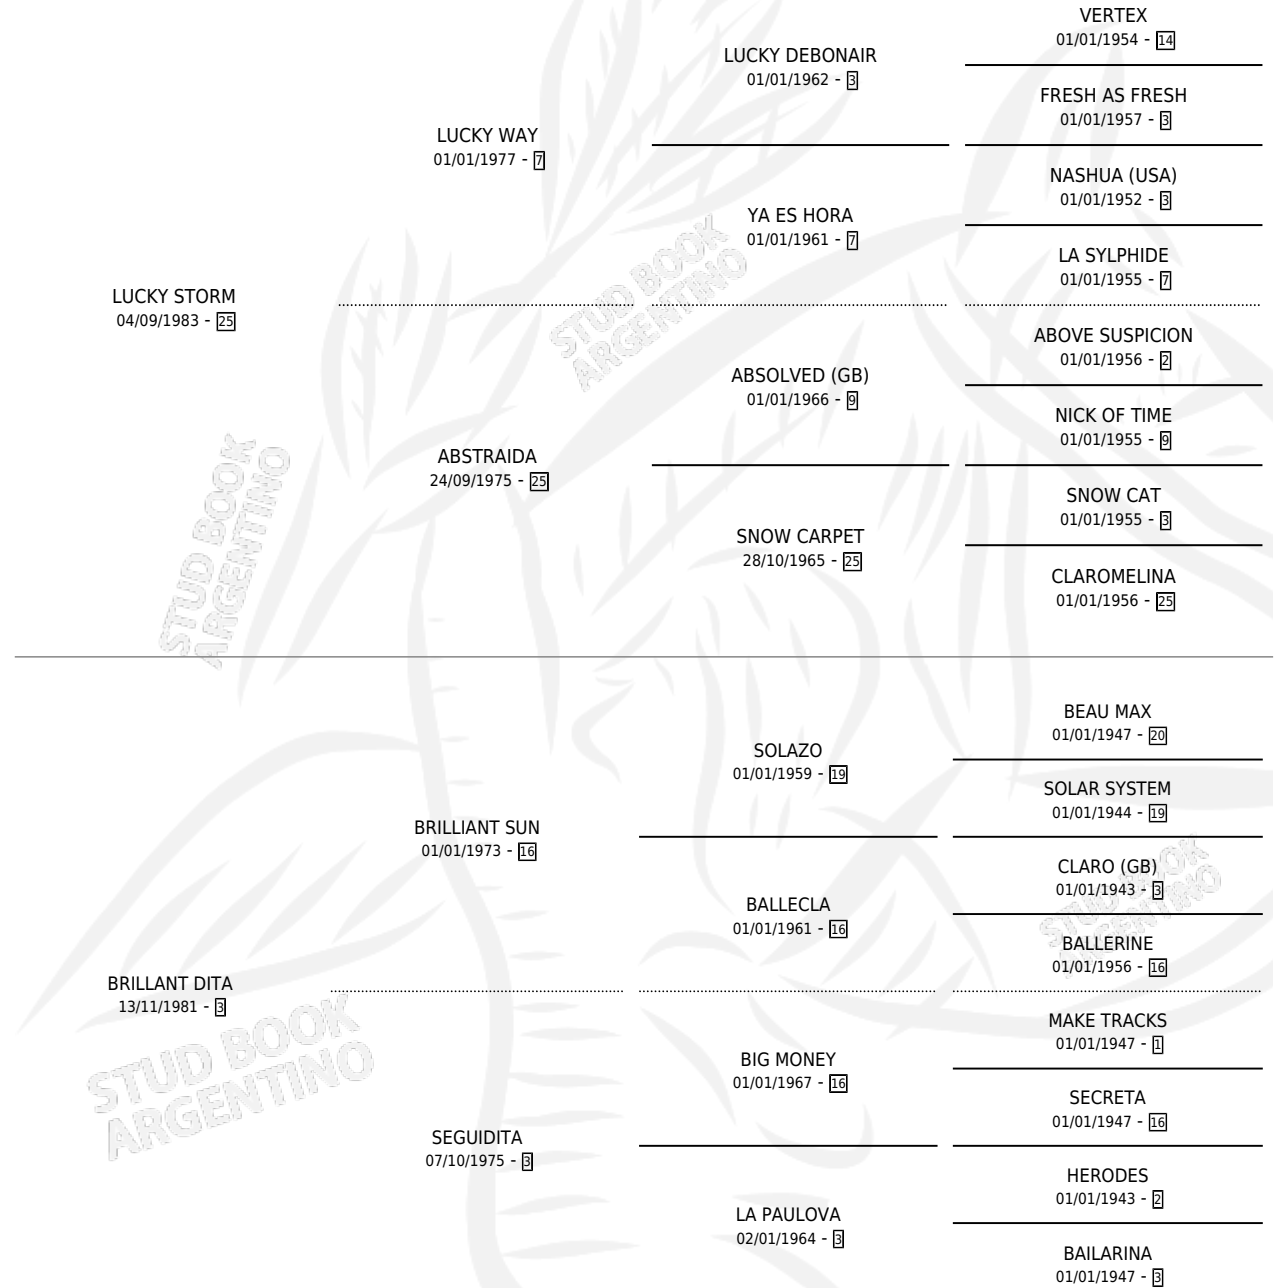 VERTEX
01/01/1954 - 14
LUCKY DEBONAIR
01/01/1962 - 3
FRESH AS FRESH
01/01/1957 - 3
LUCKY WAY
01/01/1977 - 7
NASHUA (USA)
01/01/1952 - 3
YA ES HORA
01/01/1961 - 7
LA SYLPHIDE
01/01/1955 - 7
LUCKY STORM
04/09/1983 - 25
STUD BOOK
ARGENTINO
ABOVE SUSPICION
01/01/1956 - 2
ABSOLVED (GB)
01/01/1966 - 9
NICK OF TIME
01/01/1955 - 9
ABSTRAIDA
24/09/1975 - 25
SNOW CAT
01/01/1955 - 3
SNOW CARPET
28/10/1965 - 25
CLAROMELINA
01/01/1956 - 25
STUD BOOK
ARGENTINO
BEAU MAX
01/01/1947 - 20
SOLAZO
01/01/1959 - 19
SOLAR SYSTEM
01/01/1944 - 19
BRILLIANT SUN
01/01/1973 - 16
CLARO (GB)
01/01/1943 - 3
BALLECLA
01/01/1961 - 16
STUD BOOK
ARGENTINO
BALLERINE
01/01/1956 - 16
BRILLANT DITA
13/11/1981 - 3
MAKE TRACKS
01/01/1947 - 1
STUD BOOK
ARGENTINO
BIG MONEY
01/01/1967 - 16
SECRETA
01/01/1947 - 16
SEGUIDITA
07/10/1975 - 3
HERODES
01/01/1943 - 2
LA PAULOVA
02/01/1964 - 3
BAILARINA
01/01/1947 - 3